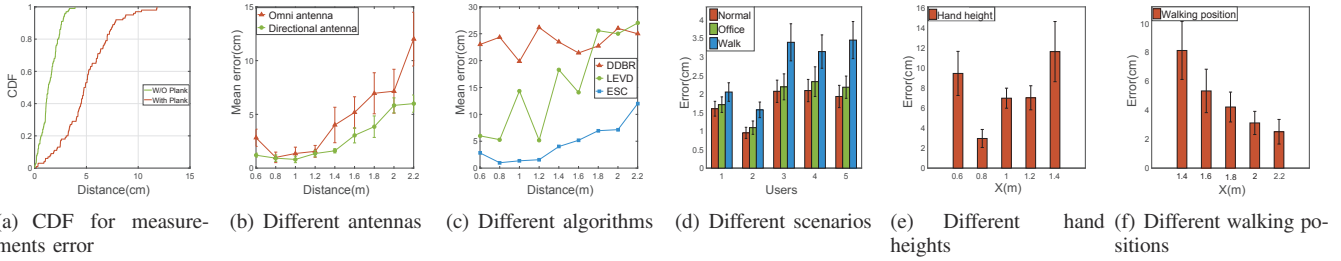 CDF
1
0.8
0.6
0.4
0.2
0
W/O Plank
With Plank
0 5 10 15
Distance(cm)
(a) CDF for measure-
ments error
Mean error(cm)
15
10
5
0
Omni antenna
Directional antenna
0.6 0.8 1 1.2 1.4 1.6 1.8 2 2.2
Distance(m)
(b) Different antennas
Mean error(cm)
30
25
20
15
10
5
0
DDBR
LEVD
ESC
0.6 0.8 1 1.2 1.4 1.6 1.8 2 2.2
Distance(m)
(c) Different algorithms
Error(cm)
4
3.5
3
2.5
2
1.5
1
0.5
0
Normal
Office
Walk
1 2 3 4 5
Users
(d) Different scenarios
Error(cm)
16
14
12
10
8
6
4
2
0
Hand height
0.6 0.8 1 1.2 1.4
X(m)
(e) Different hand
heights
Error(cm)
10
8
6
4
2
0
Walking position
1.4 1.6 1.8 2 2.2
X(m)
(f) Different walking po-
sitions